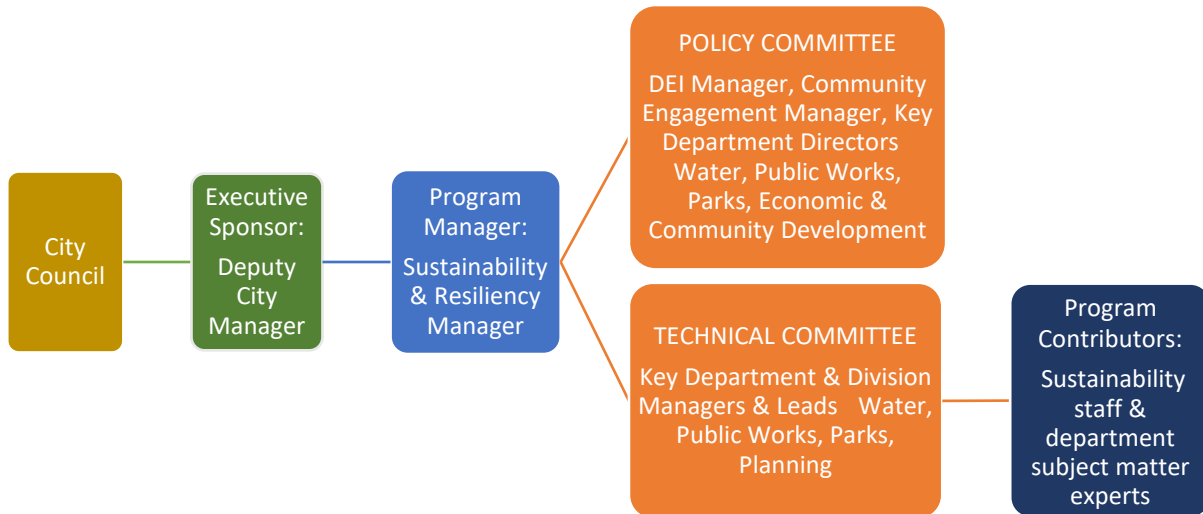 City
Council
Executive
Sponsor:
Deputy
City
Manager
Program
Manager:
Sustainability
& Resiliency
Manager
POLICY COMMITTEE
DEI Manager, Community
Engagement Manager, Key
Department Directors
Water, Public Works,
Parks, Economic &
Community Development
TECHNICAL COMMITTEE
Key Department & Division
Managers & Leads Water,
Public Works, Parks,
Planning
Program
Contributors:
Sustainability
staff &
department
subject matter
experts